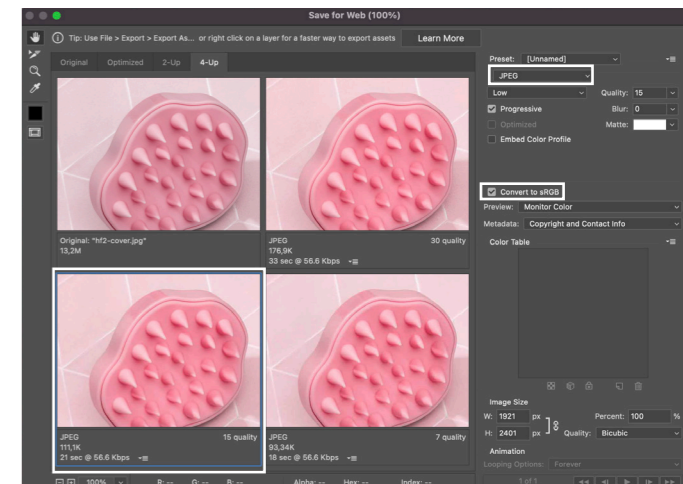 Save for Web (100%)
Tip: Use File > Export > Export As... or right click on a layer for a faster way to export assets
Learn More
Original
Optimized
2-Up
4-Up
Original: "hf2-cover.jpg"
13,2M
JPEG
30 quality
176,9K
33 sec @ 56.6 Kbps
JPEG
15 quality
111,1K
21 sec @ 56.6 Kbps
JPEG
7 quality
93,34K
18 sec @ 56.6 Kbps
100%
R: --
G: --
B: --
Alpha: --
Hex: --
Index: --
Preset: [Unnamed]
JPEG
Low
Quality: 15
Progressive
Blur: 0
Optimized
Matte:
Embed Color Profile
Convert to sRGB
Preview: Monitor Color
Metadata: Copyright and Contact Info
Color Table
Image Size
W: 1921 px
Percent: 100 %
H: 2401 px
Quality: Bicubic
Animation
Looping Options: Forever
1 of 1